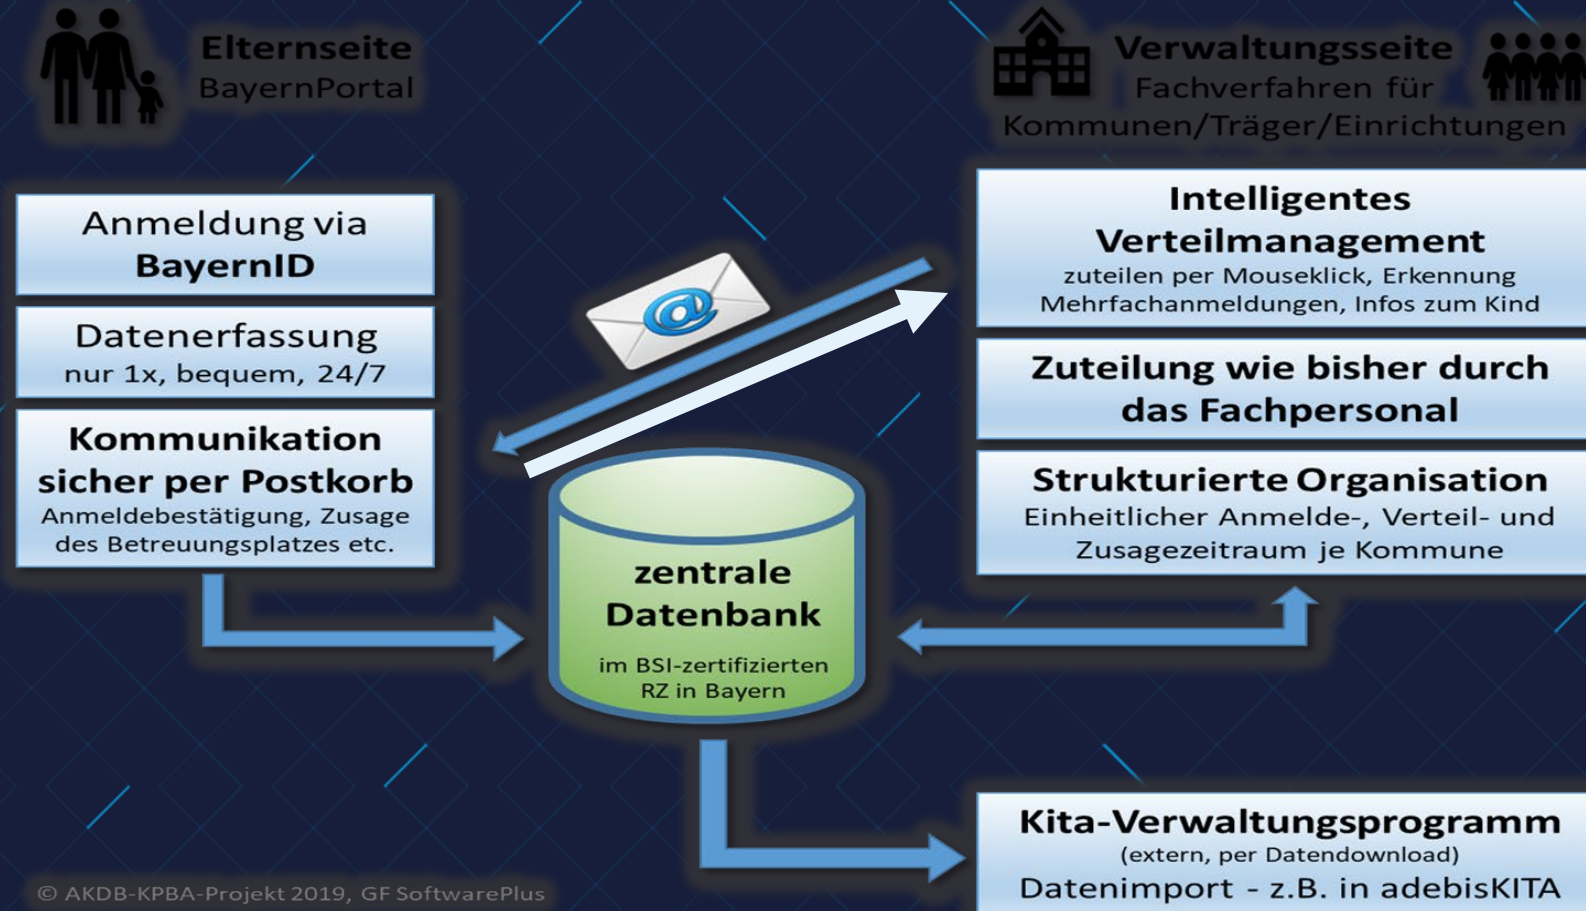 Elternseite
BayernPortal
Anmeldung via
BayernID
Datenerfassung
nur 1x, bequem, 24/7
Kommunikation
sicher per Postkorb
Anmeldebestätigung, Zusage
des Betreuungsplatzes etc.
@
zentrale
Datenbank
im BSI-zertifizierten
RZ in Bayern
Verwaltungsseite
Fachverfahren für
Kommunen/Träger/Einrichtungen
Intelligentes
Verteilmanagement
zuteilen per Mouseklick, Erkennung
Mehrfachanmeldungen, Infos zum Kind
Zuteilung wie bisher durch
das Fachpersonal
Strukturierte Organisation
Einheitlicher Anmelde-, Verteil- und
Zusagezeitraum je Kommune
Kita-Verwaltungsprogramm
(extern, per Datendownload)
Datenimport - z.B. in adebisKITA
© AKDB-KPBA-Projekt 2019, GF SoftwarePlus